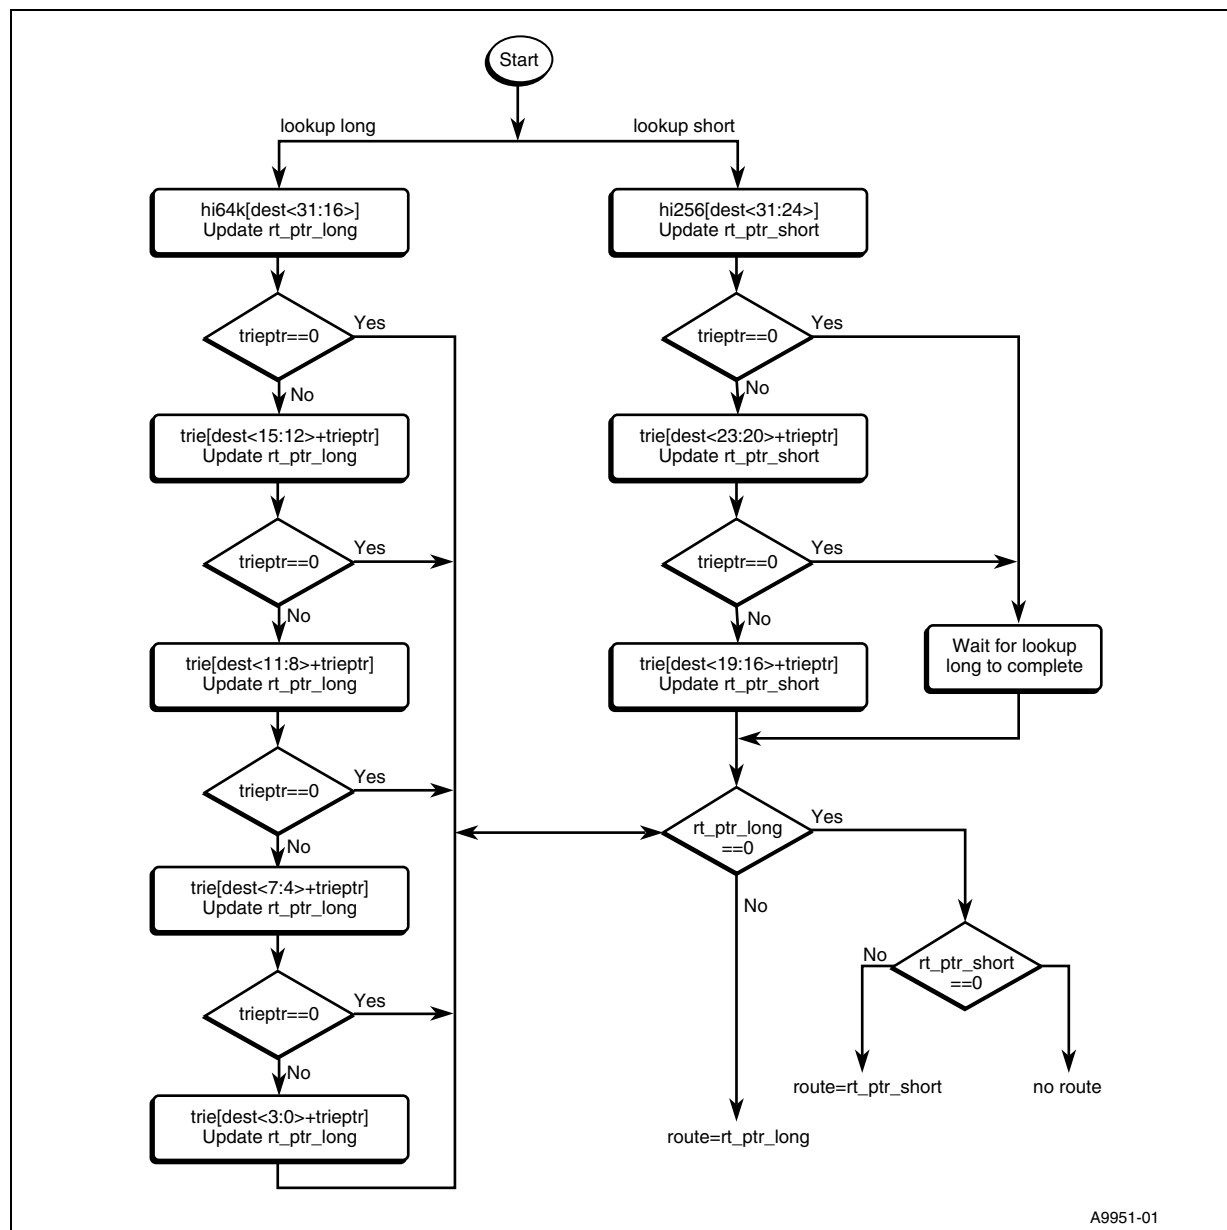 Start
lookup long
lookup short
hi64k[dest<31:16>]
Update rt_ptr_long
trieptr==0
Yes
No
trie[dest<15:12>+trieptr]
Update rt_ptr_long
trieptr==0
Yes
No
trie[dest<11:8>+trieptr]
Update rt_ptr_long
trieptr==0
Yes
No
trie[dest<7:4>+trieptr]
Update rt_ptr_long
trieptr==0
Yes
No
trie[dest<3:0>+trieptr]
Update rt_ptr_long
hi256[dest<31:24>]
Update rt_ptr_short
trieptr==0
Yes
No
trie[dest<23:20>+trieptr]
Update rt_ptr_short
trieptr==0
Yes
No
trie[dest<19:16>+trieptr]
Update rt_ptr_short
Wait for lookup
long to complete
rt_ptr_long
==0
Yes
No
rt_ptr_short
==0
No
route=rt_ptr_short
no route
route=rt_ptr_long
A9951-01